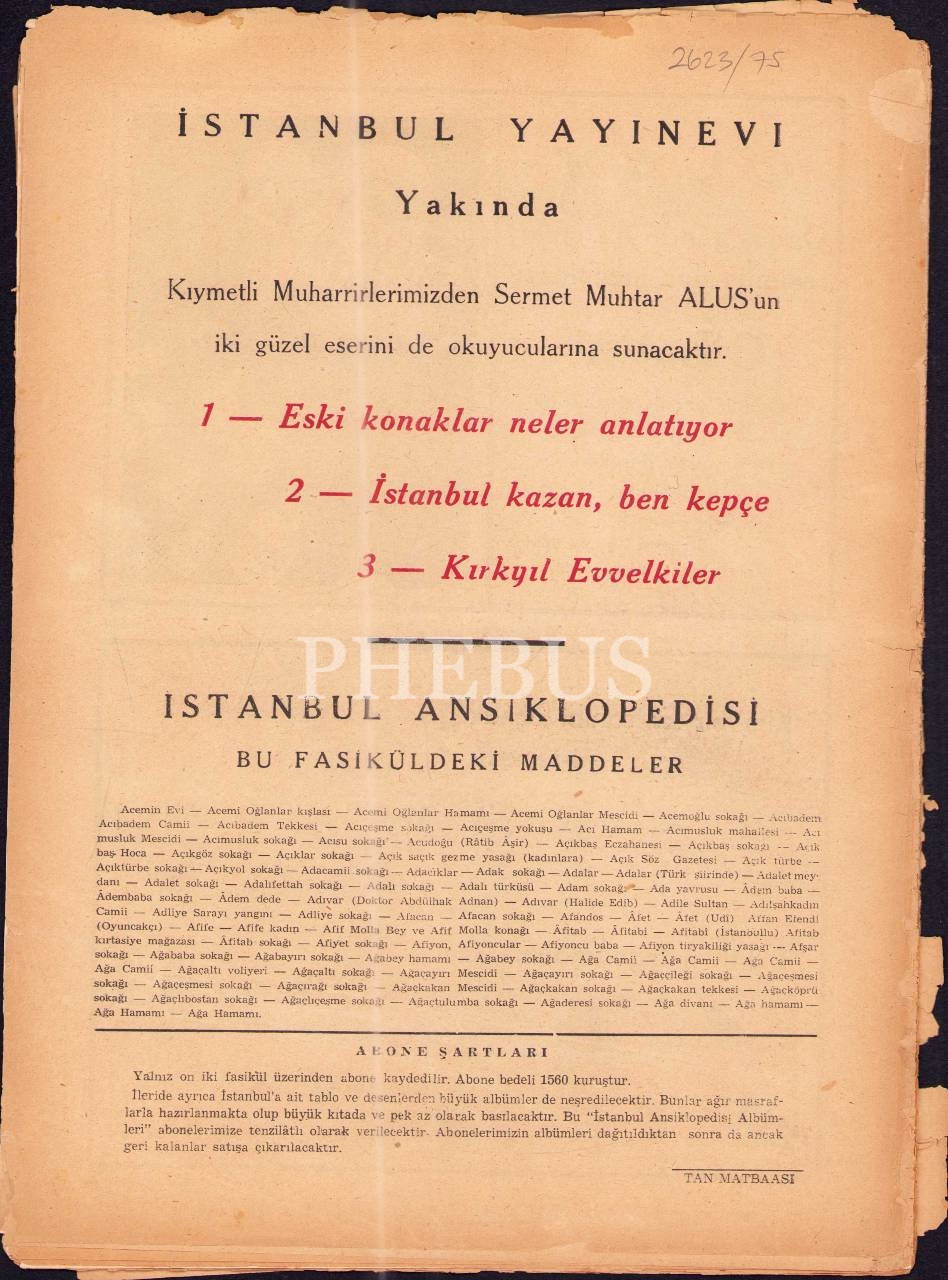 2623/75
İSTANBUL YAYINEVI
Yakında
Kıymetli Muharrirlerimizden Sermet Muhtar ALUS'un
iki güzel eserini de okuyucularına sunacaktır.
1 — Eski konaklar neler anlatıyor
2 — İstanbul kazan, ben kepçe
3 — Kırkyıl Evvelkiler
PHEBUS
İSTANBUL ANSİKLOPEDİSİ
BU FASİKÜLDEKİ MADDELER
Acemin Evi — Acemi Oğlanlar kışlası — Acemi Oğlanlar Hamamı — Acemi Oğlanlar Mescidi — Acemoğlu sokağı — Acıbadem
Acıbadem Camii — Acıbadem Tekkesi — Acıçeşme sokağı — Acıçeşme yokuşu — Acı Hamam — Acımusluk mahallesi — Acı
musluk Mescidi — Acımusluk sokağı — Acısu sokağı — Acudoğu (Râtib Âşir) — Açıkbaş Eczahanesi — Açıkbaş sokağı — Açık
baş Hoca — Açıkgöz sokağı — Açıklar sokağı — Açık saçık gezme yasağı (kadınlara) — Açık Söz Gazetesi — Açık türbe —
Açıktürbe sokağı — Açıkyol sokağı — Adacamii sokağı — Adacıklar — Adak sokağı — Adalar — Adalar (Türk şiirinde) — Adalet mey-
danı — Adalet sokağı — Adalifettah sokağı — Adalı sokağı — Adalı türküsü — Adam sokağı — Ada yavrusu — Âdem baba —
Âdembaba sokağı — Âdem dede — Adıvar (Doktor Abdülhak Adnan) — Adıvar (Halide Edib) — Adile Sultan — Adilşahkadın
Camii — Adliye Sarayı yangını — Adliye sokağı — Afacan — Afacan sokağı — Afandos — Âfet — Âfet (Udî) Affan Efendi
(Oyuncakçı) — Afife — Afife kadın — Afif Molla Bey ve Afif Molla konağı — Âfitab — Âfitabî — Afitabî (İstanbullu) Afitab
kırtasiye mağazası — Âfitab sokağı — Afiyet sokağı — Afiyon, Afiyoncular — Afiyoncu baba — Afiyon tiryakiliği yasağı — Afşar
sokağı — Ağababa sokağı — Ağabayırı sokağı — Ağabey hamamı — Ağabey sokağı — Ağa Camii — Ağa Camii — Ağa Camii —
Ağa Camii — Ağaçaltı voliyeri — Ağaçaltı sokağı — Ağaçayırı Mescidi — Ağaçayırı sokağı — Ağaççileği sokağı — Ağaçeşmesi
sokağı — Ağaçeşmesi sokağı — Ağaçırağı sokağı — Ağaçkakan Mescidi — Ağaçkakan sokağı — Ağaçkakan tekkesi — Ağaçköprü
sokağı — Ağaçlıbostan sokağı — Ağaçlıçeşme sokağı — Ağaçtulumba sokağı — Ağaderesi sokağı — Ağa divanı — Ağa hamamı —
Ağa Hamamı — Ağa Hamamı.
ABONE ŞARTLARI
Yalnız on iki fasikül üzerinden abone kaydedilir. Abone bedeli 1560 kuruştur.
İleride ayrıca İstanbul'a ait tablo ve desenlerden büyük albümler de neşredilecektir. Bunlar ağır masraf-
larla hazırlanmakta olup büyük kıtada ve pek az olarak basılacaktır. Bu "İstanbul Ansiklopedisi Albüm-
leri" abonelerimize tenzilâtlı olarak verilecektir. Abonelerimizin albümleri dağıtıldıktan sonra da ancak
geri kalanlar satışa çıkarılacaktır.
TAN MATBAASI